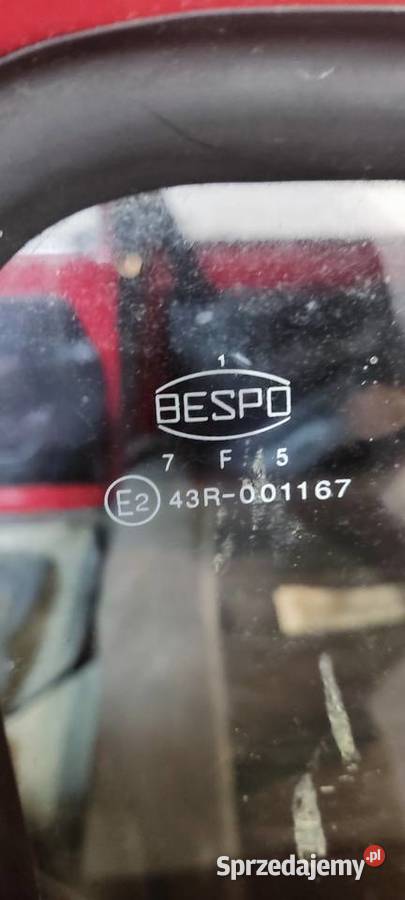 1
BESPO
7 F 5
E2 43R-001167
Sprzedajemy.pl